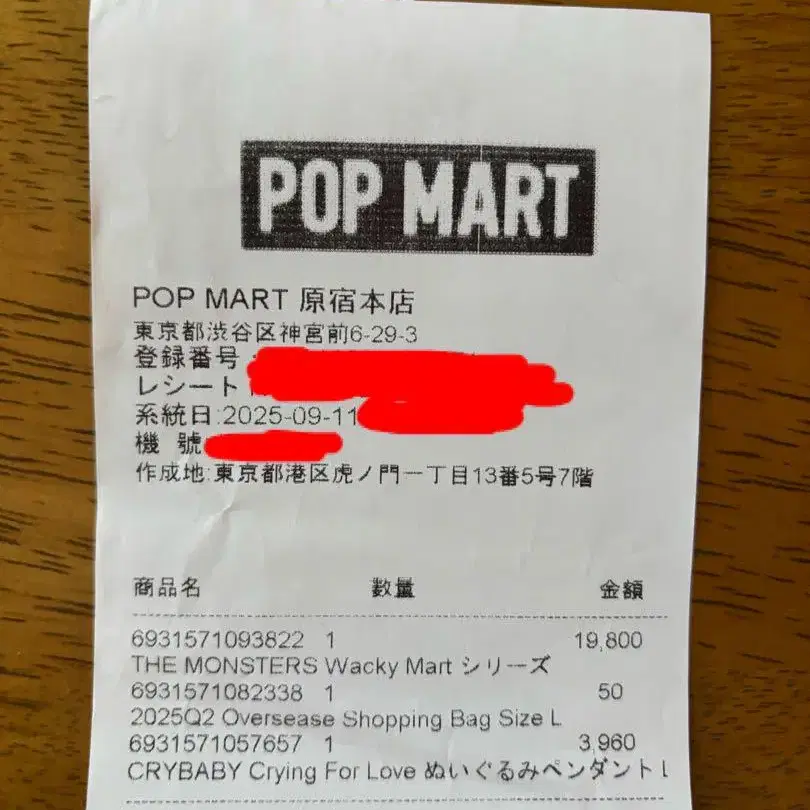 POP MART
POP MART 原宿本店
東京都渋谷区神宮前6-29-3
登録番号
レシート
系統日:2025-09-11
機 號
作成地:東京都港区虎ノ門一丁目13番5号7階
商品名 数量 金額
6931571093822 1 19,800
THE MONSTERS Wacky Mart シリーズ
6931571082338 1 50
2025Q2 Oversease Shopping Bag Size L
6931571057657 1 3,960
CRYBABY Crying For Love ぬいぐるみペンダント